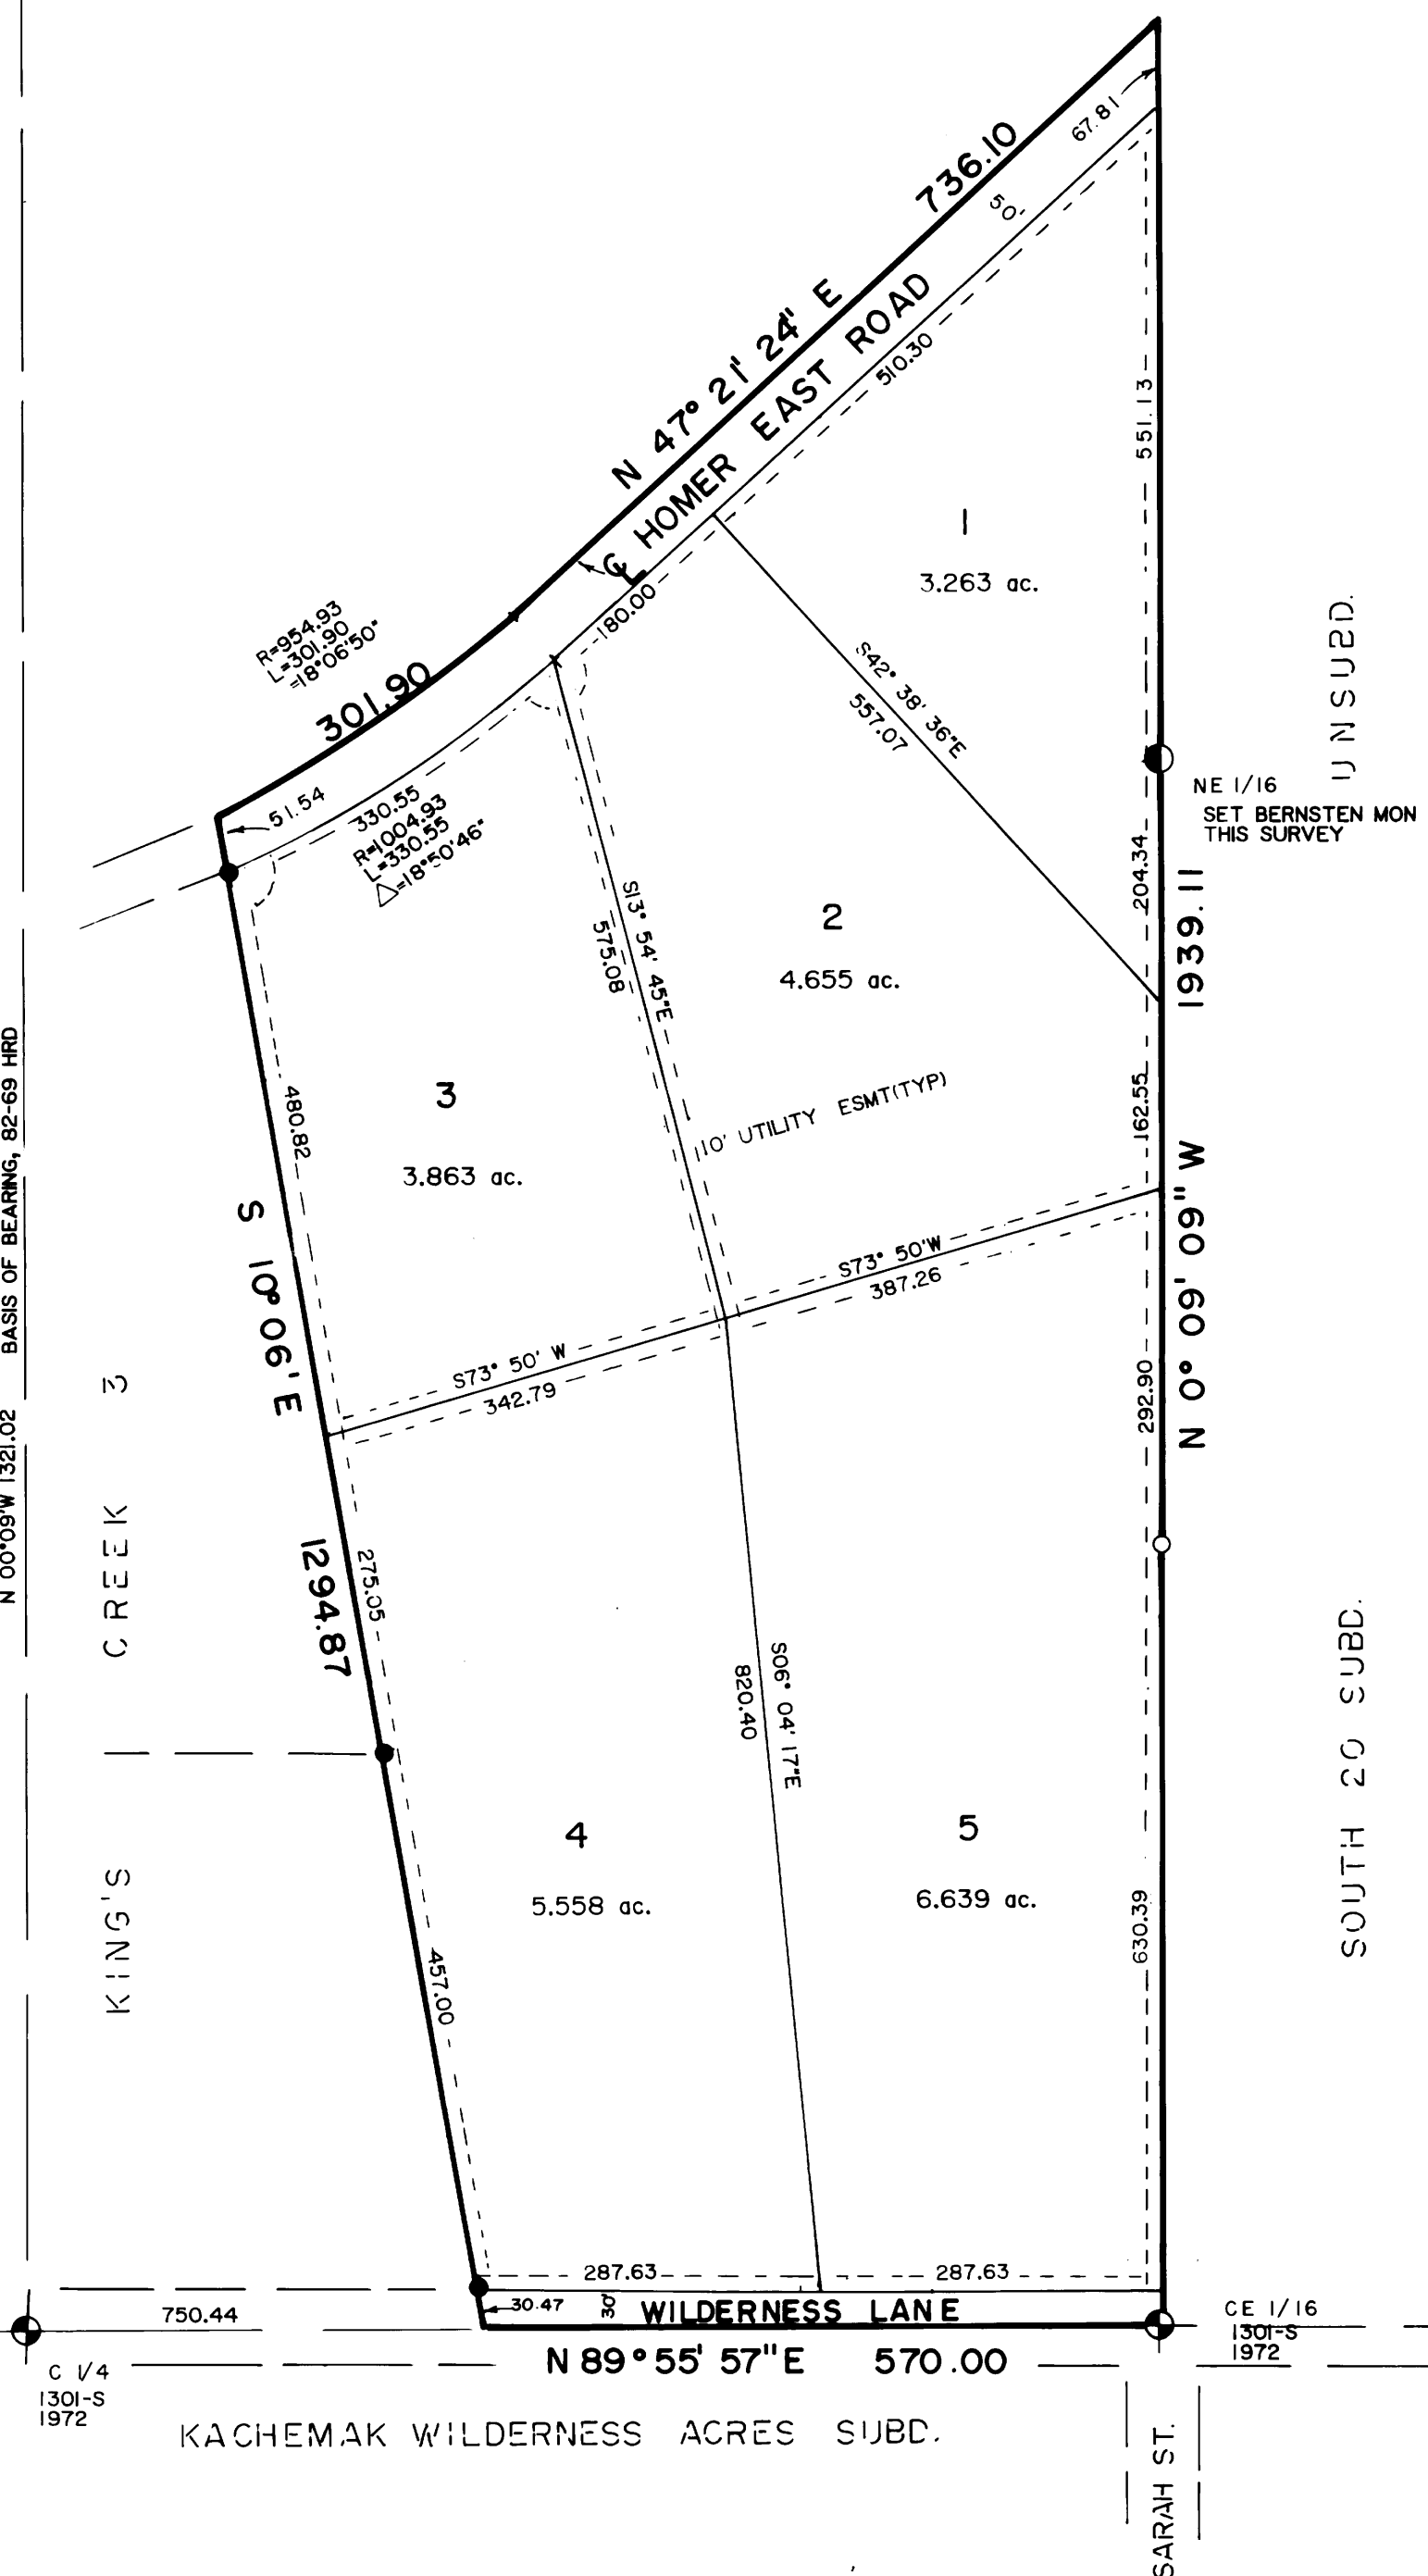 67.81
736.10
50'
N 47° 21' 24" E
℄ HOMER EAST ROAD
510.30
551.13
1
3.263 ac.
180.00
R=954.93
L=301.90
=18°06'50"
301.90
S42° 38' 36"E
557.07
UNSUBD.
NE 1/16
SET BERNSTEN MON
THIS SURVEY
51.54
330.55
R=1004.93
L=330.55
△=18°50'46"
204.34
1939.11
N 0° 09' 09" W
S13° 54' 45"E
575.08
2
4.655 ac.
3
3.863 ac.
480.82
10' UTILITY ESMT(TYP)
162.55
S 10° 06' E
1294.87
S73° 50'W
387.26
S73° 50' W
342.79
292.90
N 00°09'W 1321.02 BASIS OF BEARING, 82-69 HRD
KING'S CREEK 3
275.05
S06° 04' 17"E
820.40
SOUTH 20 SUBD.
4
5.558 ac.
5
6.639 ac.
457.00
630.39
287.63
287.63
30.47
30'
WILDERNESS LANE
750.44
N 89° 55' 57" E 570.00
C 1/4
1301-S
1972
CE 1/16
1301-S
1972
KACHEMAK WILDERNESS ACRES SUBD.
SARAH ST.